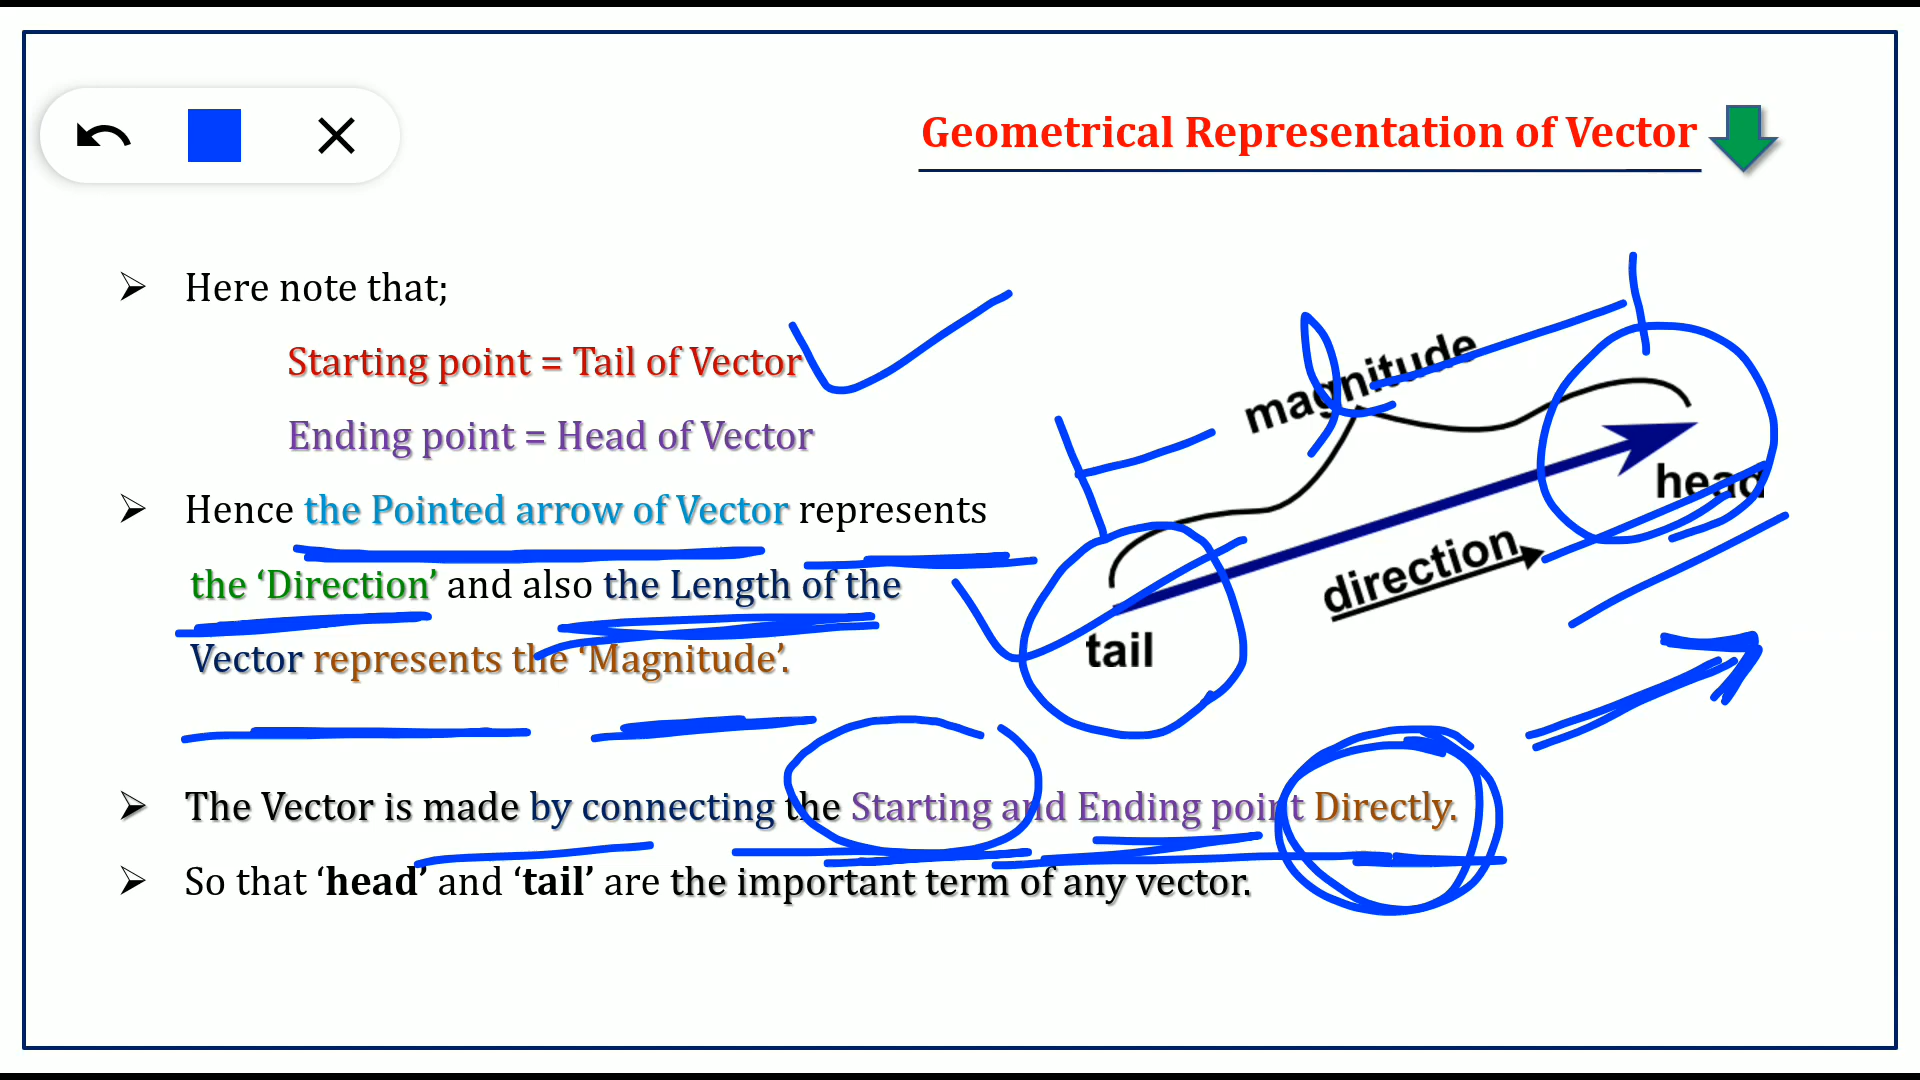 Geometrical Representation of Vector
Here note that;
Starting point = Tail of Vector
Ending point = Head of Vector
Hence the Pointed arrow of Vector represents
the ‘Direction’ and also the Length of the
Vector represents the ‘Magnitude’.
The Vector is made by connecting the Starting and Ending point Directly.
So that ‘head’ and ‘tail’ are the important term of any vector.
magnitude
head
direction
tail